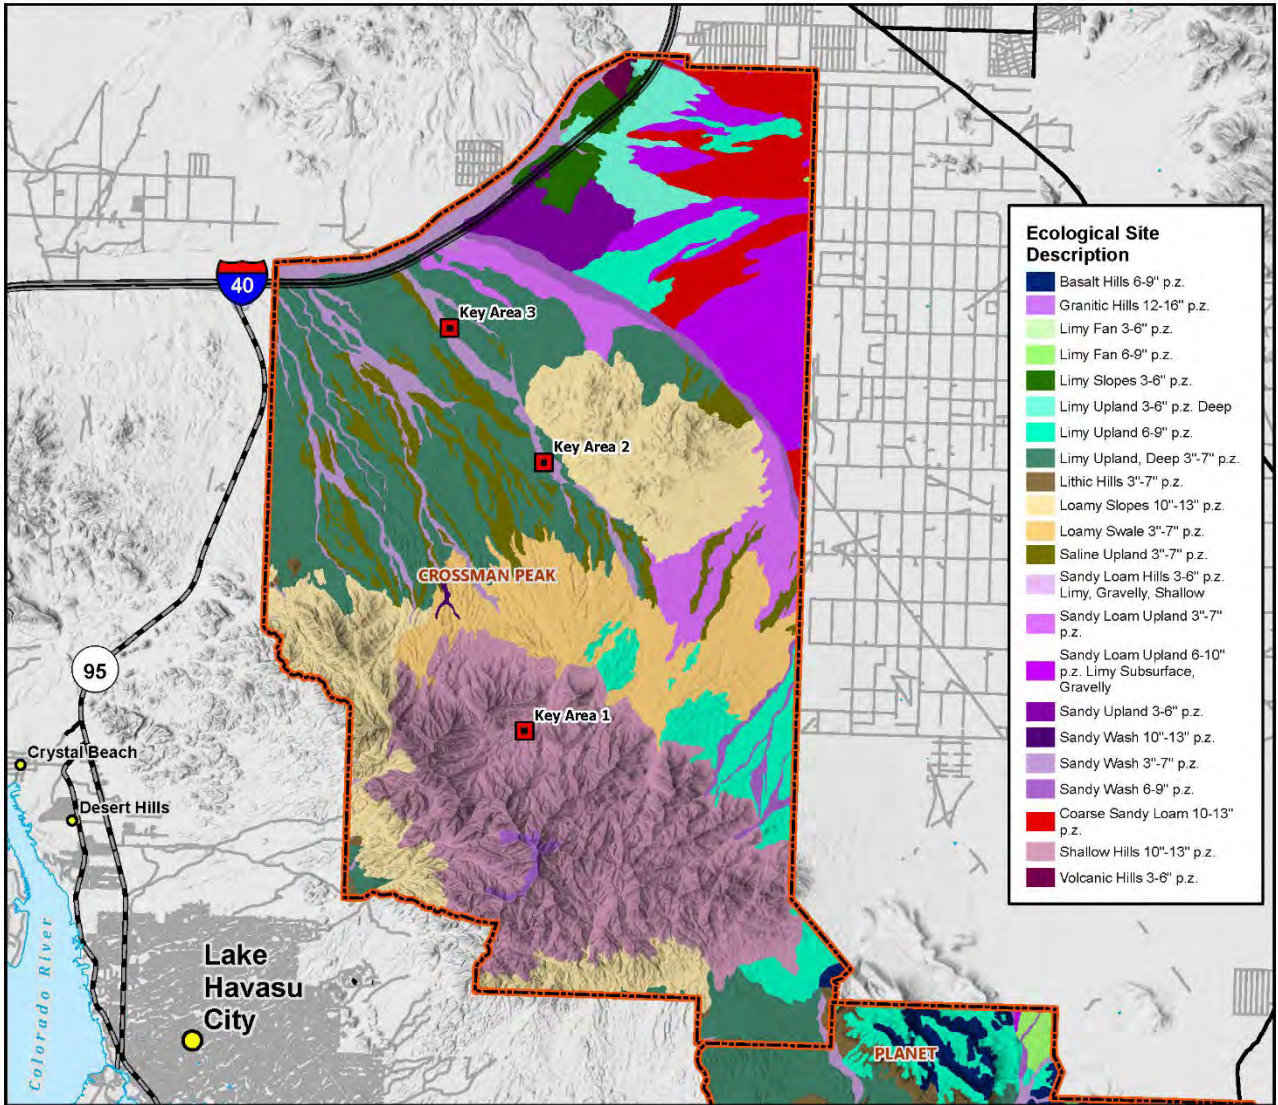 40
Key Area 3
Key Area 2
CROSSMAN PEAK
95
Key Area 1
Crystal Beach
Desert Hills
Lake
Havasu
City
Colorado River
PLANET
Ecological Site
Description
Basalt Hills 6-9" p.z.
Granitic Hills 12-16" p.z.
Limy Fan 3-6" p.z.
Limy Fan 6-9" p.z.
Limy Slopes 3-6" p.z.
Limy Upland 3-6" p.z. Deep
Limy Upland 6-9" p.z.
Limy Upland, Deep 3"-7" p.z.
Lithic Hills 3"-7" p.z.
Loamy Slopes 10"-13" p.z.
Loamy Swale 3"-7" p.z.
Saline Upland 3"-7" p.z.
Sandy Loam Hills 3-6" p.z.
Limy, Gravelly, Shallow
Sandy Loam Upland 3"-7"
p.z.
Sandy Loam Upland 6-10"
p.z. Limy Subsurface,
Gravelly
Sandy Upland 3-6" p.z.
Sandy Wash 10"-13" p.z.
Sandy Wash 3"-7" p.z.
Sandy Wash 6-9" p.z.
Coarse Sandy Loam 10-13"
p.z.
Shallow Hills 10"-13" p.z.
Volcanic Hills 3-6" p.z.